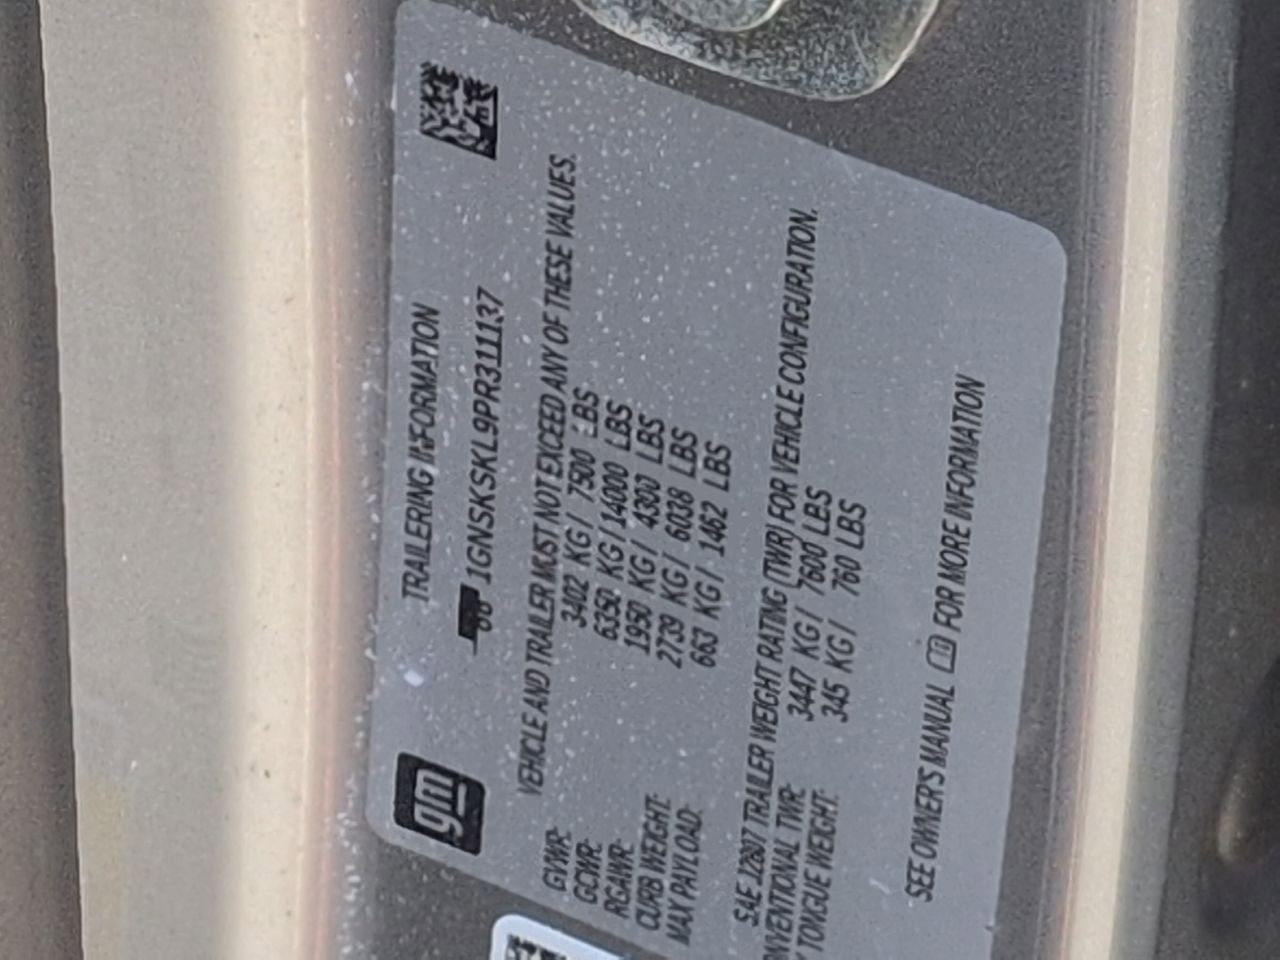 gm
TRAILERING INFORMATION
1GNSKSKL9PR311137
VEHICLE AND TRAILER MUST NOT EXCEED ANY OF THESE VALUES.
GVWR: 3402 KG/ 7500 LBS
GCWR: 6350 KG/14000 LBS
RGAWR: 1950 KG/ 4300 LBS
CURB WEIGHT: 2739 KG/ 6038 LBS
MAX PAYLOAD: 663 KG/ 1462 LBS
SAE J2807 TRAILER WEIGHT RATING (TWR) FOR VEHICLE CONFIGURATION.
ONVENTIONAL TWR: 3447 KG/ 7600 LBS
TONGUE WEIGHT: 345 KG/ 760 LBS
SEE OWNER'S MANUAL FOR MORE INFORMATION